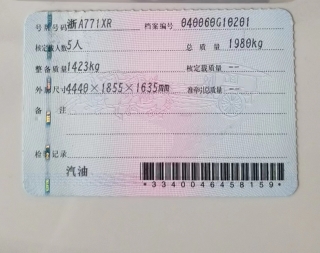 号牌号码 浙A771XR 档案编号 040060G10201
核定载人数 5人 总质量 1980kg
整备质量 1423kg 核定载质量 --
外廓尺寸 4440×1855×1635mm 准牵引总质量 --
备注
检验记录
汽油
*3340046458159*